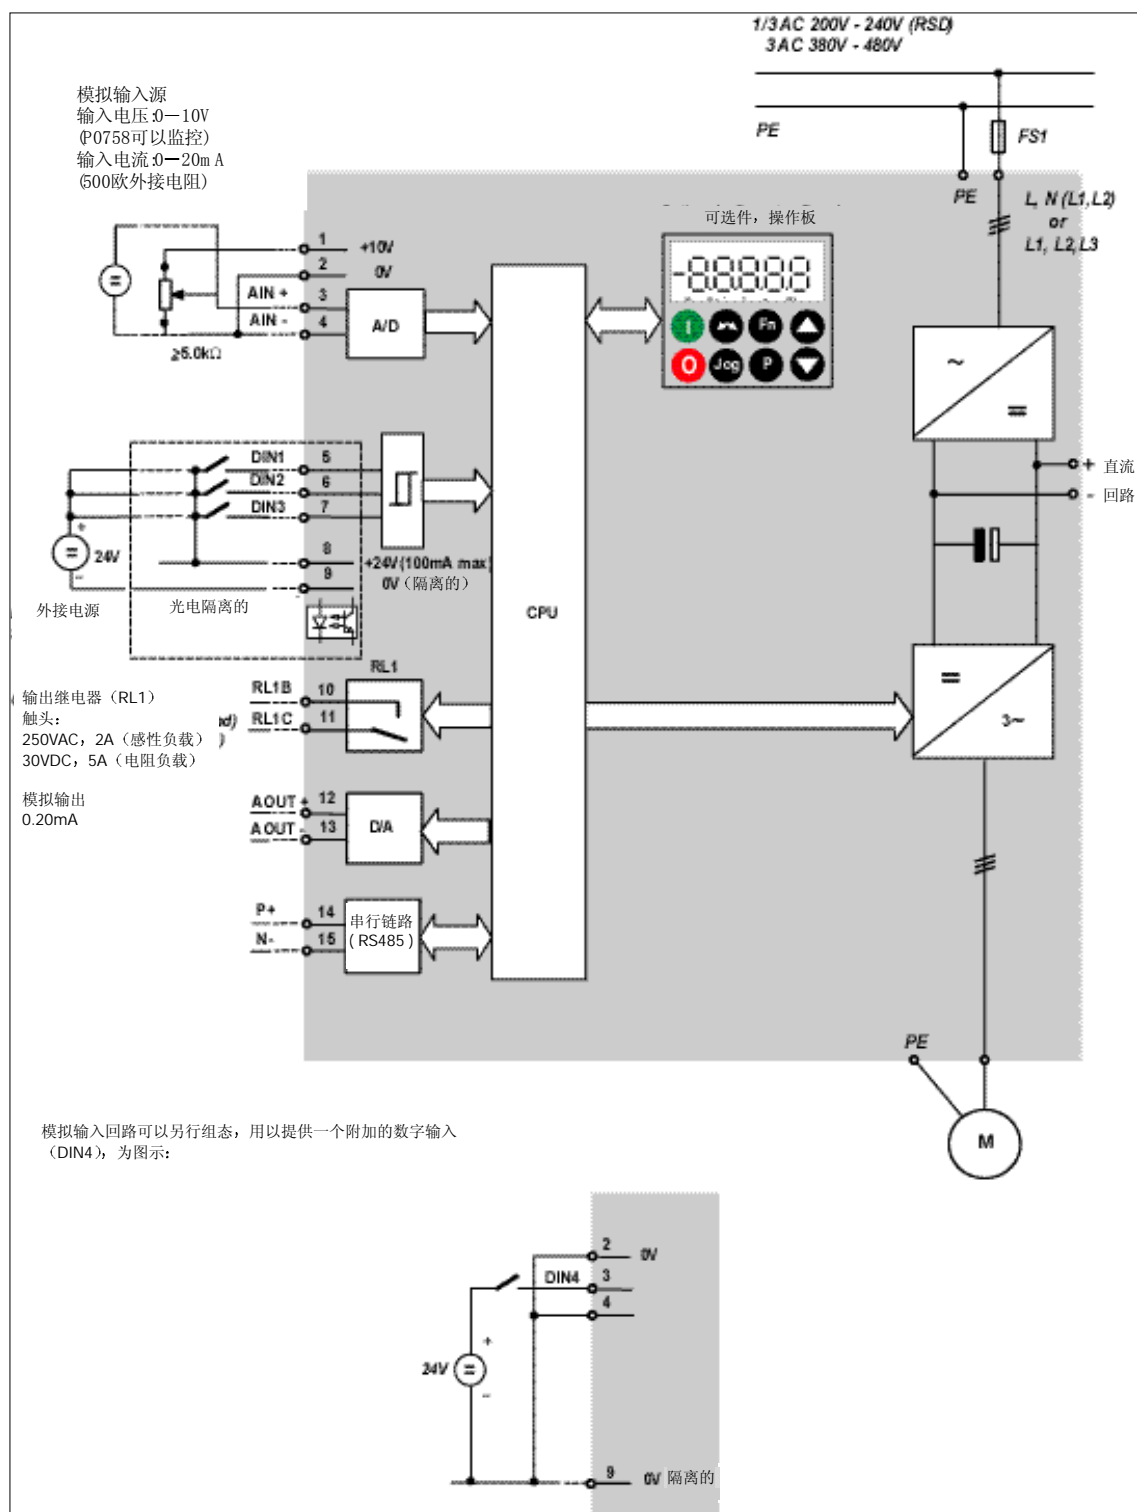 1/3 AC 200V - 240V (RSD)
3 AC 380V - 480V
模拟输入源
输入电压:0—10V
(P0758可以监控)
输入电流:0—20mA
(500欧外接电阻)
PE
FS1
PE
L, N (L1,L2)
or
L1, L2,L3
可选件，操作板
1
+10V
2
0V
AIN +
3
AIN -
4
A/D
≥5.0kΩ
-8.8.8.8.8
I
Fn
O
Jog
P
~
=
DIN1
5
DIN2
6
DIN3
7
+
=
24V
-
8
+24V (100mA max)
9
0V（隔离的）
外接电源
光电隔离的
+ 直流
- 回路
CPU
RL1
输出继电器（RL1）
触头：
250VAC，2A（感性负载）
30VDC，5A（电阻负载）
RL1B
10
RL1C
11
=
3~
模拟输出
0.20mA
AOUT +
12
AOUT -
13
D/A
P+
14
N-
15
串行链路
( RS485 )
PE
M
模拟输入回路可以另行组态，用以提供一个附加的数字输入
（DIN4），为图示：
2
0V
DIN4
3
4
+
24V
=
-
9
0V 隔离的